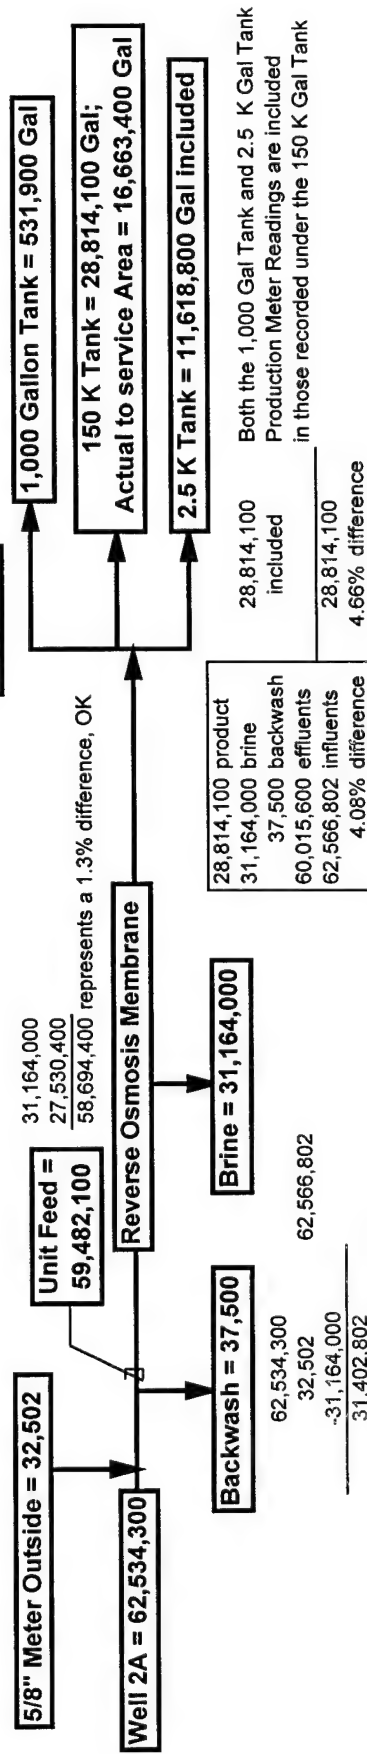 5/8" Meter Outside = 32,502
Well 2A = 62,534,300
Unit Feed =
59,482,100
31,164,000
27,530,400
58,694,400 represents a 1.3% difference, OK
Reverse Osmosis Membrane
Backwash = 37,500
Brine = 31,164,000
62,534,300
32,502
62,566,802
-31,164,000
31,402,802
1,000 Gallon Tank = 531,900 Gal
150 K Tank = 28,814,100 Gal;
Actual to service Area = 16,663,400 Gal
2.5 K Tank = 11,618,800 Gal included
28,814,100 product
31,164,000 brine
37,500 backwash
60,015,600 effluents
62,566,802 influents
4.08% difference
28,814,100
included
28,814,100
4.66% difference
Both the 1,000 Gal Tank and 2.5 K Gal Tank
Production Meter Readings are included
in those recorded under the 150 K Gal Tank